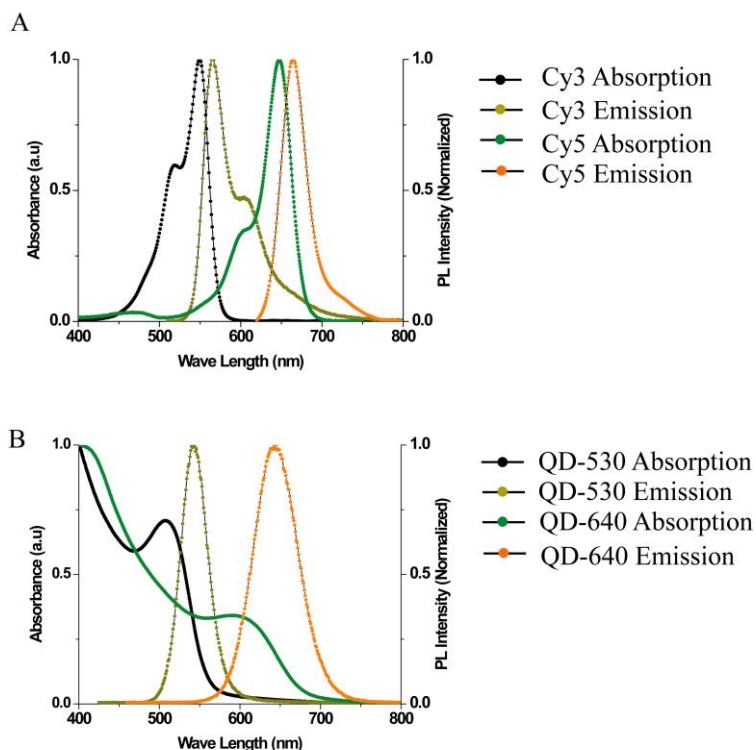 A
1.0
0.5
0.0
Absorbance (a.u)
400 500 600 700 800
Wave Length (nm)
1.0
0.5
0.0
PL Intensity (Normalized)
Cy3 Absorption
Cy3 Emission
Cy5 Absorption
Cy5 Emission
B
1.0
0.5
0.0
Absorbance (a.u)
400 500 600 700 800
Wave Length (nm)
1.0
0.5
0.0
PL Intensity (Normalized)
QD-530 Absorption
QD-530 Emission
QD-640 Absorption
QD-640 Emission